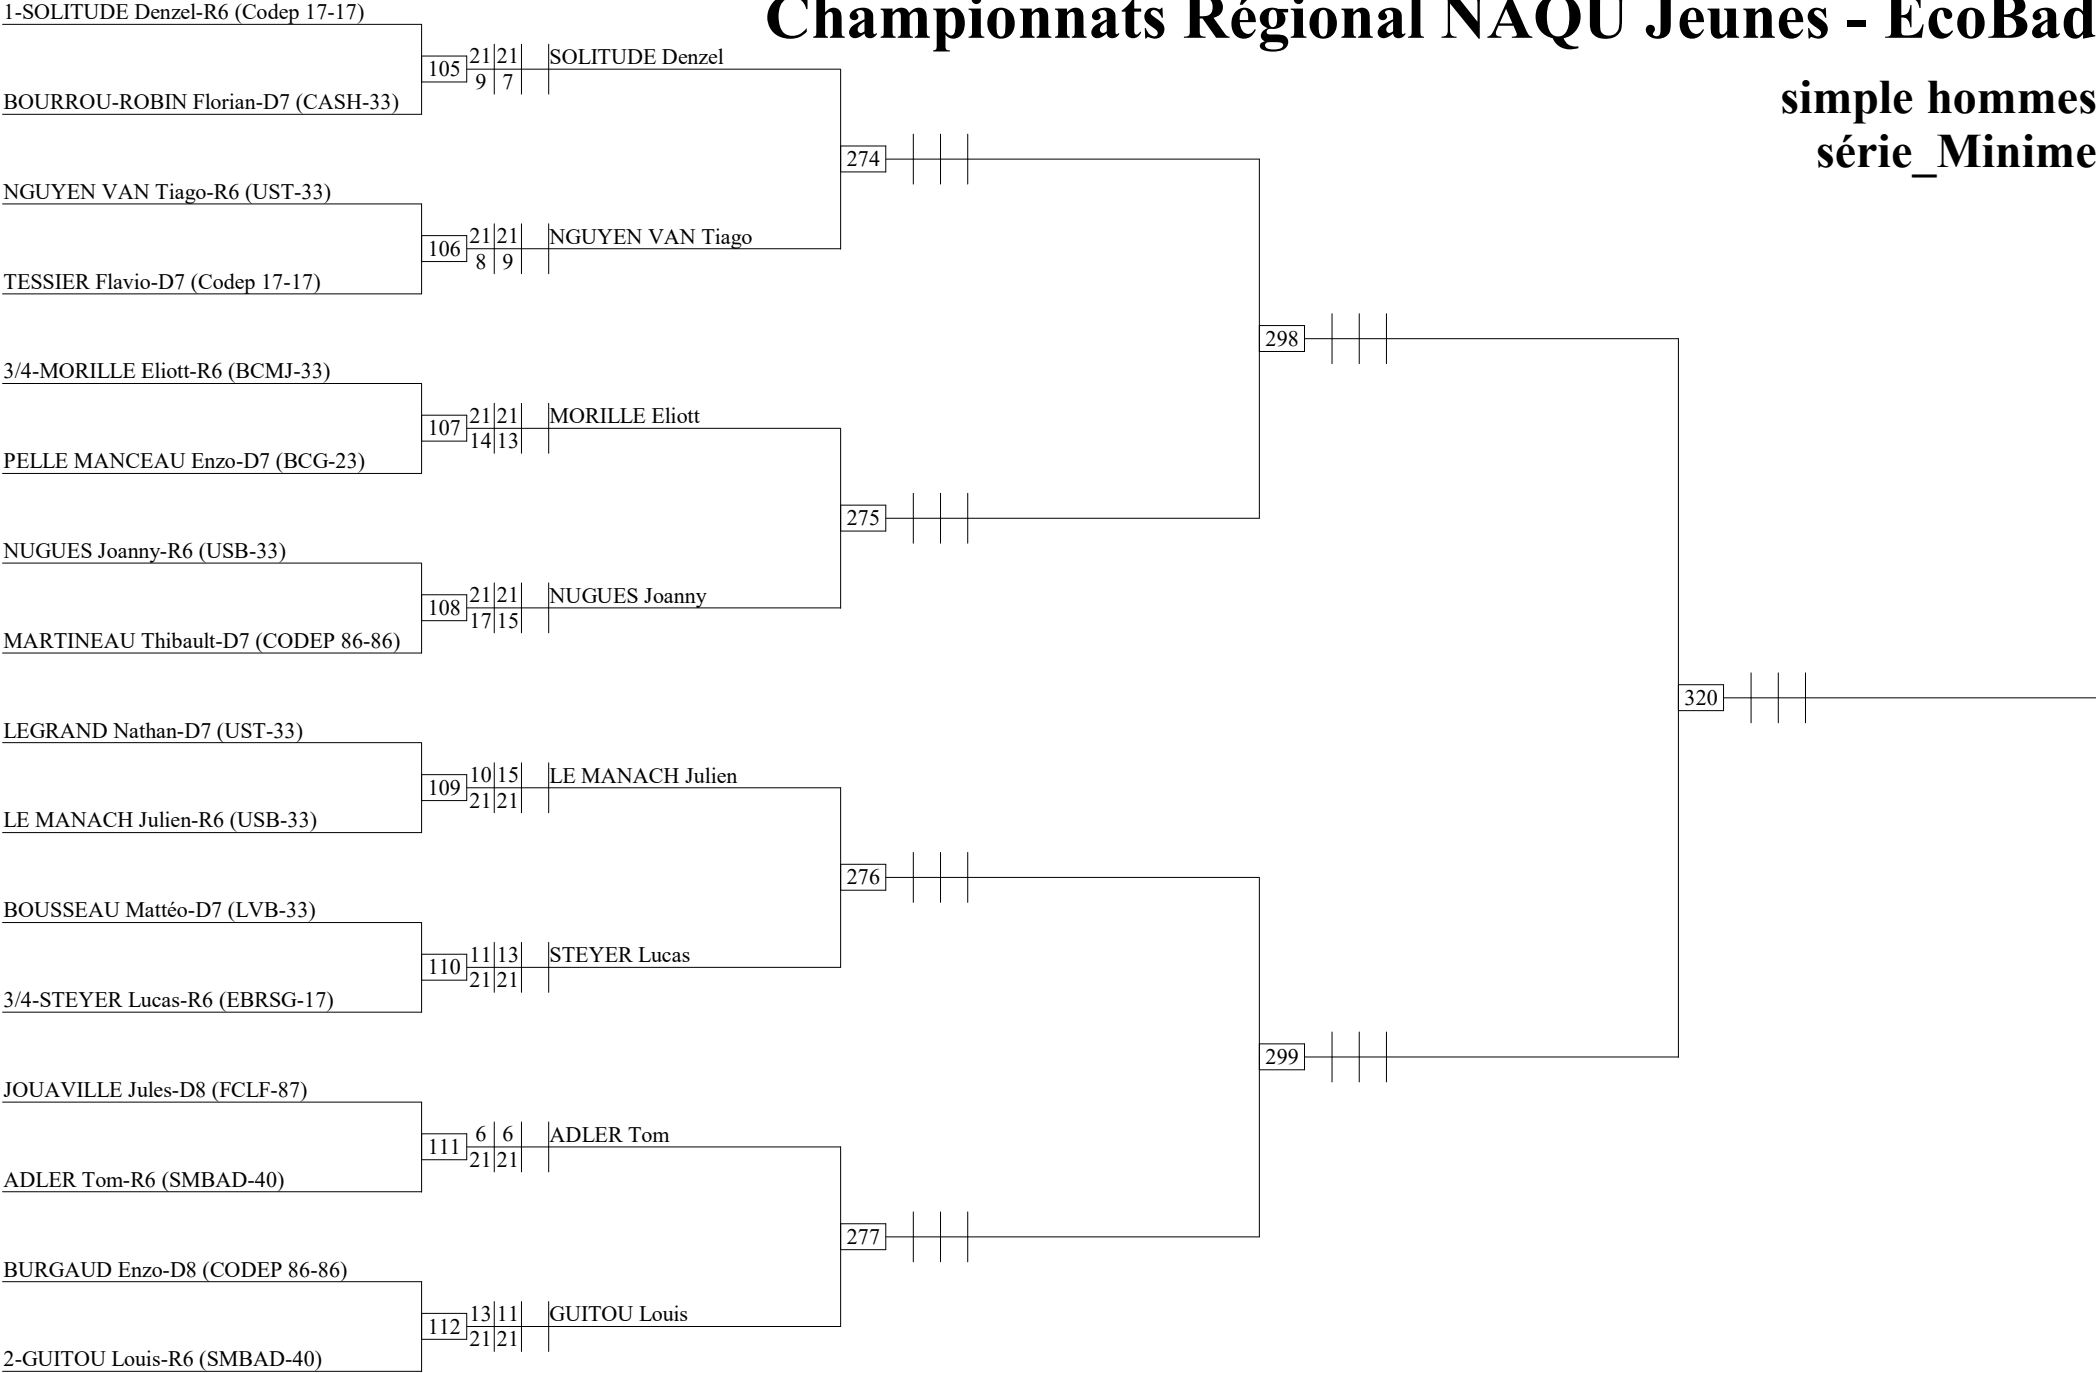 Championnats Régional NAQU Jeunes - EcoBad
simple hommes
série_Minime
1-SOLITUDE Denzel-R6 (Codep 17-17)
105 21 21 SOLITUDE Denzel
9 7
BOURROU-ROBIN Florian-D7 (CASH-33)
274
NGUYEN VAN Tiago-R6 (UST-33)
106 21 21 NGUYEN VAN Tiago
8 9
TESSIER Flavio-D7 (Codep 17-17)
298
3/4-MORILLE Eliott-R6 (BCMJ-33)
107 21 21 MORILLE Eliott
14 13
PELLE MANCEAU Enzo-D7 (BCG-23)
275
NUGUES Joanny-R6 (USB-33)
108 21 21 NUGUES Joanny
17 15
MARTINEAU Thibault-D7 (CODEP 86-86)
320
LEGRAND Nathan-D7 (UST-33)
109 10 15 LE MANACH Julien
21 21
LE MANACH Julien-R6 (USB-33)
276
BOUSSEAU Mattéo-D7 (LVB-33)
110 11 13 STEYER Lucas
21 21
3/4-STEYER Lucas-R6 (EBRSG-17)
299
JOUAVILLE Jules-D8 (FCLF-87)
111 6 6 ADLER Tom
21 21
ADLER Tom-R6 (SMBAD-40)
277
BURGAUD Enzo-D8 (CODEP 86-86)
112 13 11 GUITOU Louis
21 21
2-GUITOU Louis-R6 (SMBAD-40)